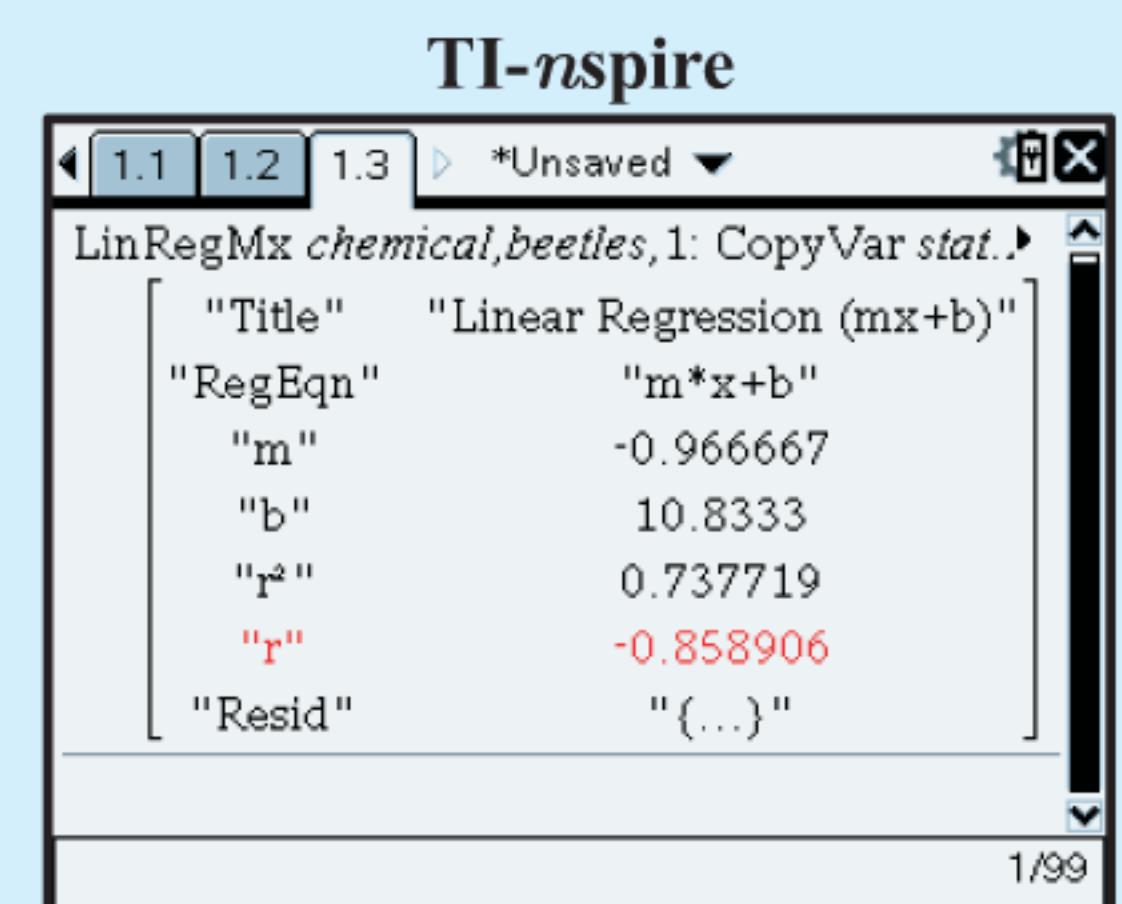 TI-nspire
1.1 1.2 1.3 *Unsaved
LinRegMx chemical,beetles,1: CopyVar stat..
"Title" "Linear Regression (mx+b)"
"RegEqn" "m*x+b"
"m" -0.966667
"b" 10.8333
"r²" 0.737719
"r" -0.858906
"Resid" "{...}"
1/99